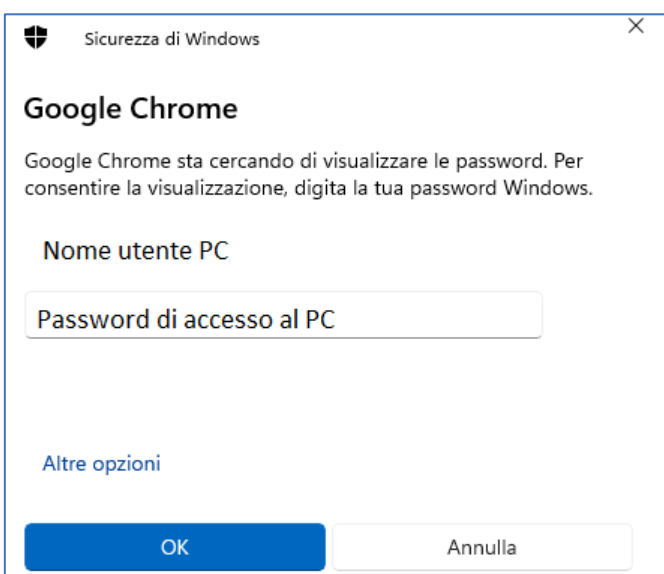 Sicurezza di Windows
Google Chrome
Google Chrome sta cercando di visualizzare le password. Per
consentire la visualizzazione, digita la tua password Windows.
Nome utente PC
Password di accesso al PC
Altre opzioni
OK
Annulla